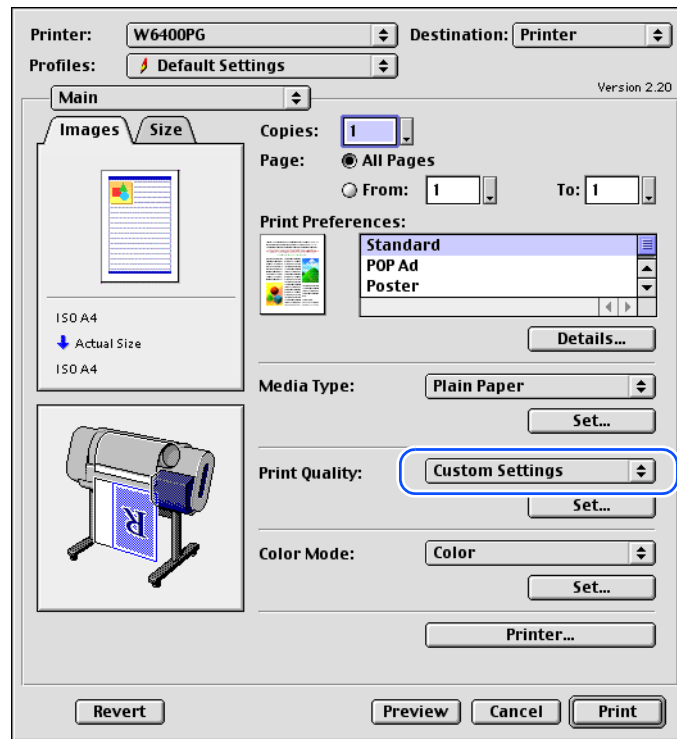 Printer: W6400PG Destination: Printer
Profiles: Default Settings
Version 2.20
Main
Images Size
Copies: 1
Page: All Pages
From: 1 To: 1
Print Preferences:
Standard
POP Ad
Poster
Details...
ISO A4
Actual Size
ISO A4
Media Type: Plain Paper
Set...
Print Quality: Custom Settings
Set...
Color Mode: Color
Set...
R
Printer...
Revert Preview Cancel Print